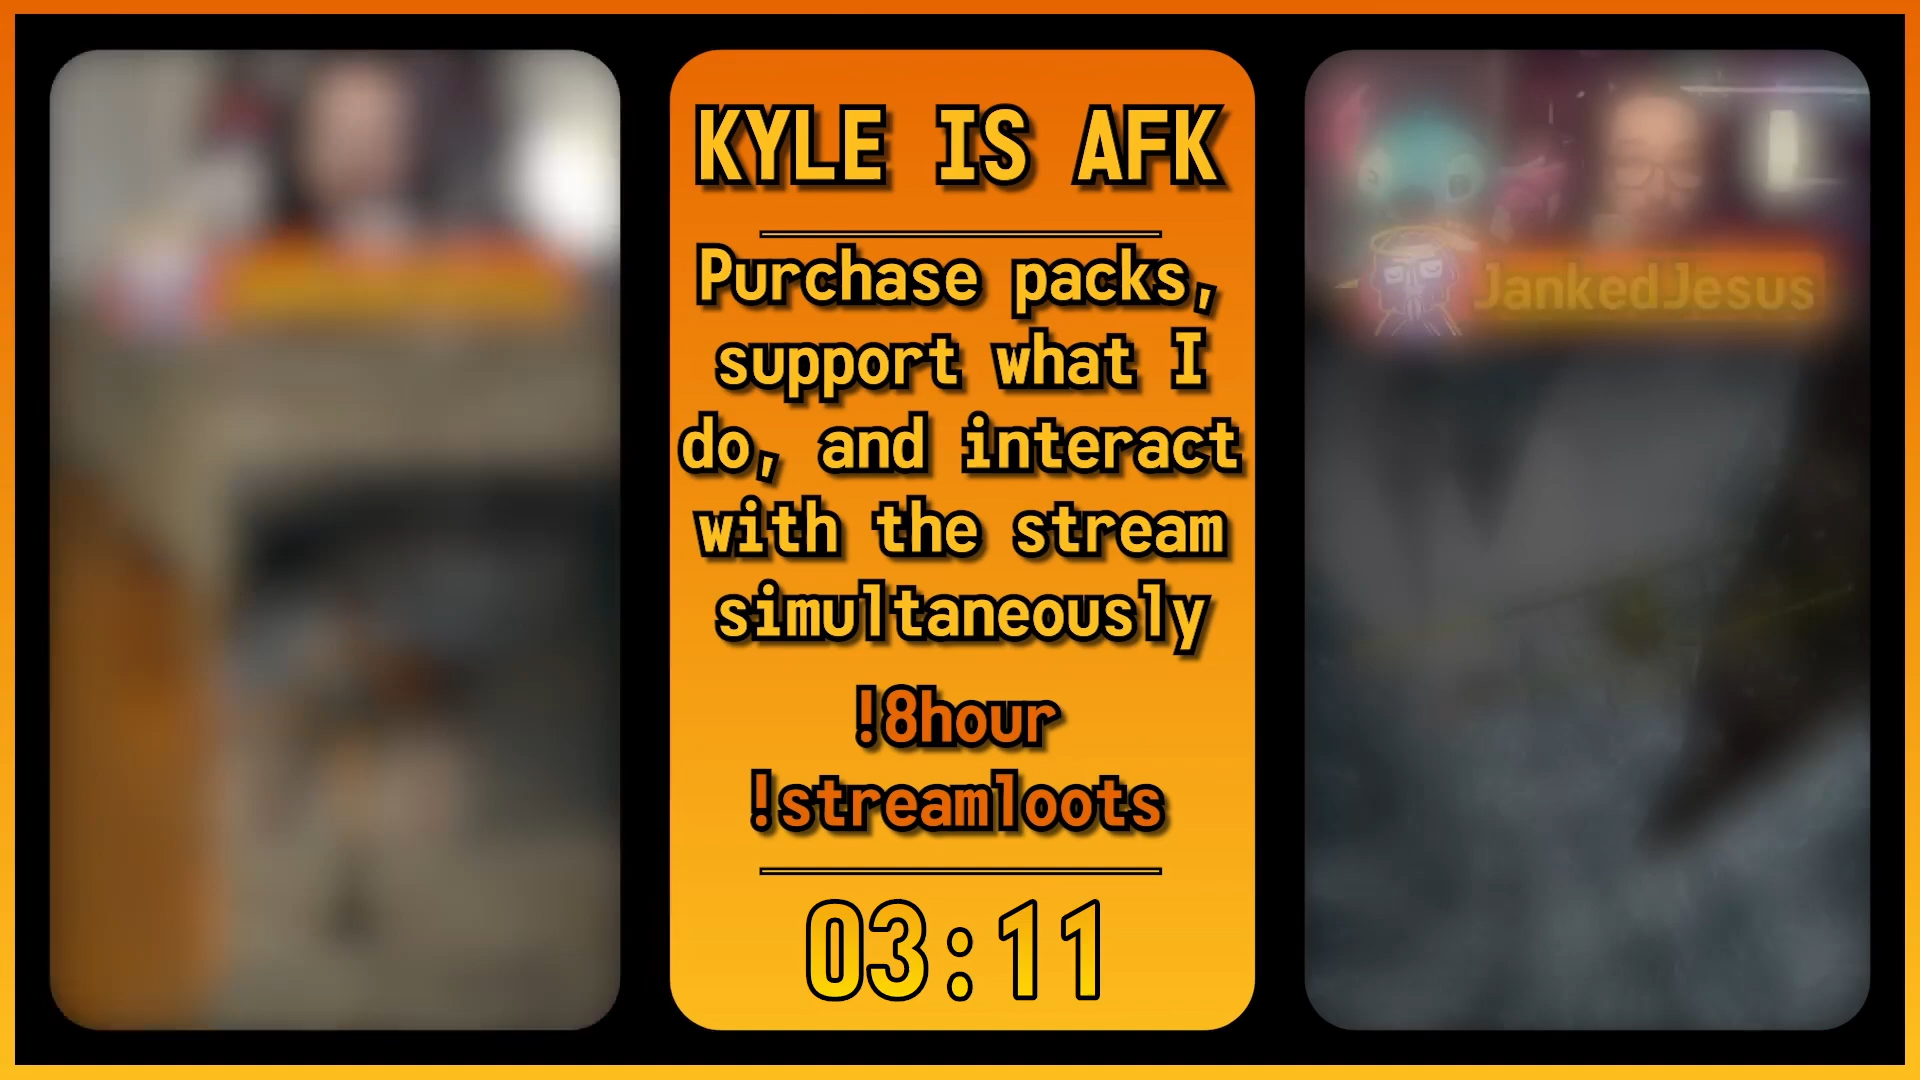 KYLE IS AFK
Purchase packs,
support what I
do, and interact
with the stream
simultaneously
!8hour
!streamloots
03:11
JankedJesus